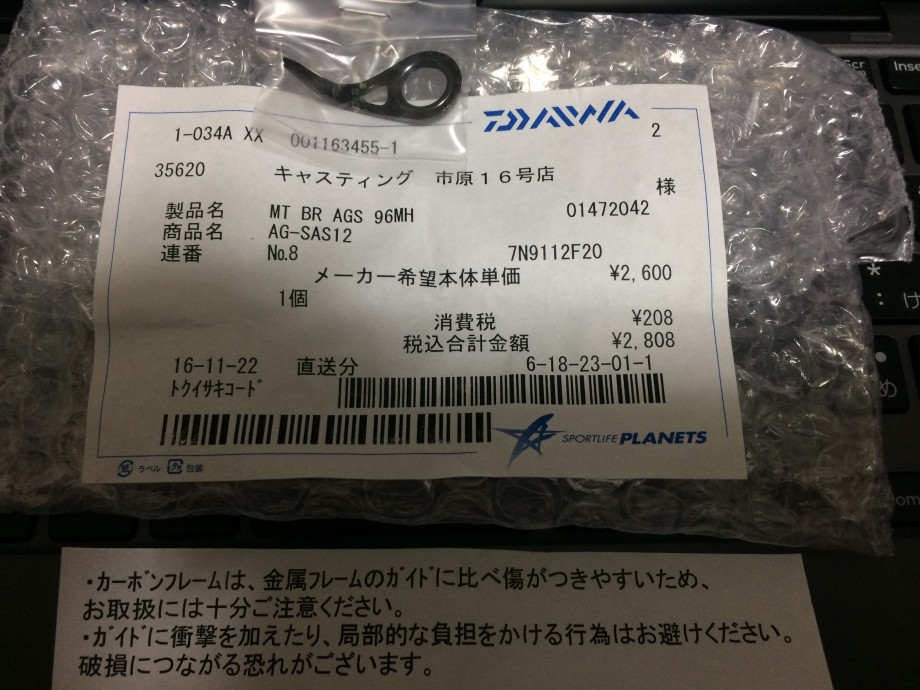 DAIWA
1-034A XX 001163455-1 2
35620 キャスティング 市原16号店 様
製品名 MT BR AGS 96MH 01472042
商品名 AG-SAS12
連番 No.8 7N9112F20
メーカー希望本体単価 ¥2,600
1個
消費税 ¥208
税込合計金額 ¥2,808
16-11-22 直送分 6-18-23-01-1
トクイサキコード
SPORTLIFE PLANETS
紙 ラベル プラ 包装
・カーボンフレームは、金属フレームのガイドに比べ傷がつきやすいため、
お取扱には十分ご注意ください。
・ガイドに衝撃を加えたり、局部的な負担をかける行為はお避けください。
破損につながる恐れがございます。
Inse
*
:
け
め